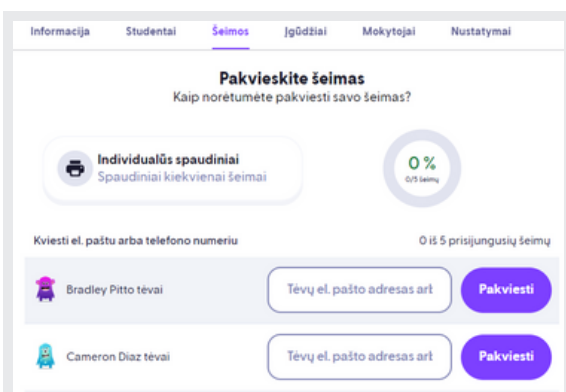 Informacija Studentai Šeimos Įgūdžiai Mokytojai Nustatymai
Pakvieskite šeimas
Kaip norėtumėte pakviesti savo šeimas?
Individualūs spaudiniai
Spaudiniai kiekvienai šeimai
0 %
0/5 šeimų
Kviesti el. paštu arba telefono numeriu 0 iš 5 prisijungusių šeimų
Bradley Pitto tėvai Tėvų el. pašto adresas art Pakviesti
Cameron Diaz tėvai Tėvų el. pašto adresas art Pakviesti